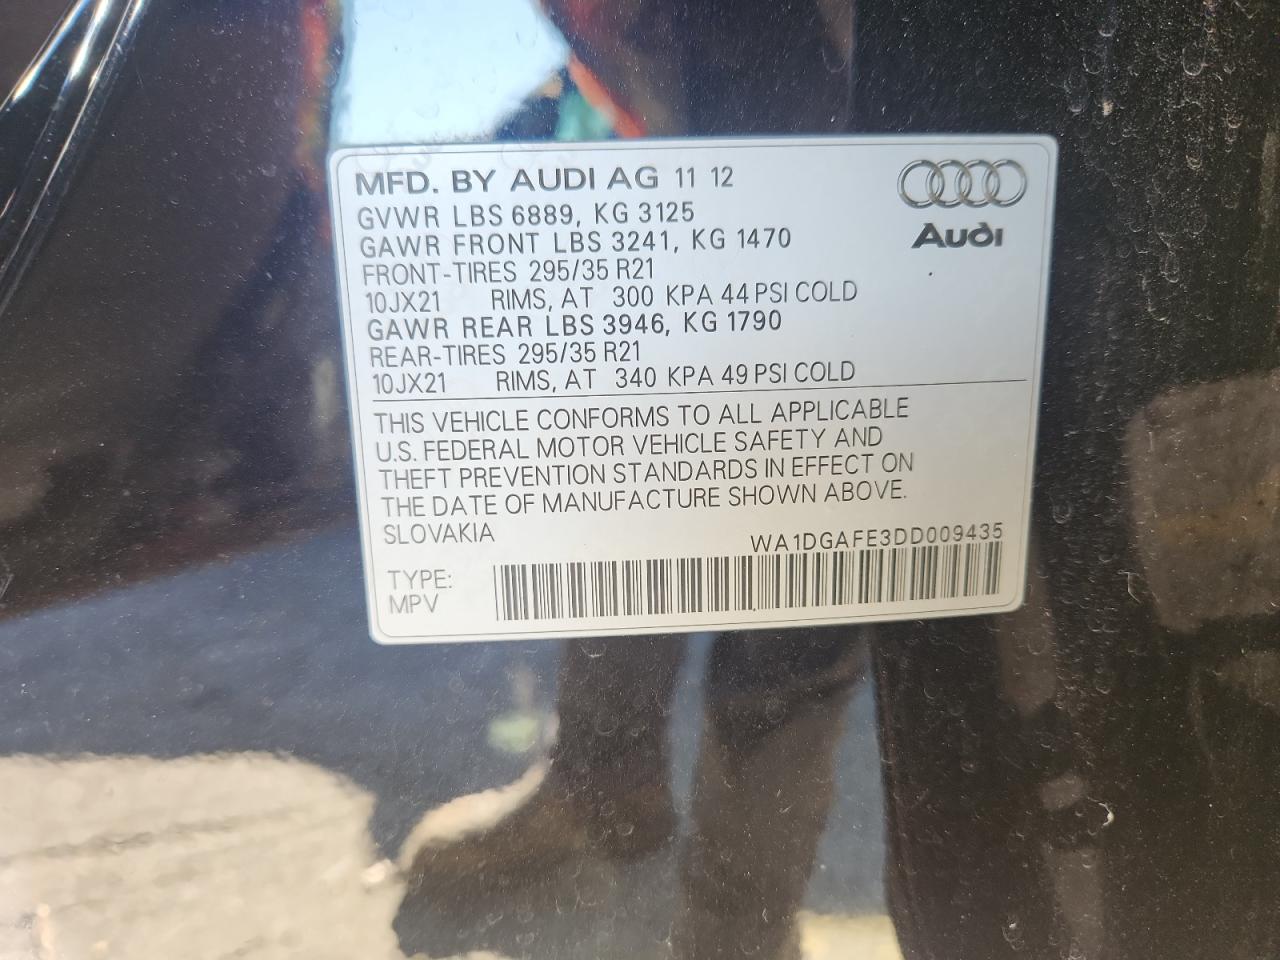 MFD. BY AUDI AG 11 12
GVWR LBS 6889, KG 3125
GAWR FRONT LBS 3241, KG 1470
FRONT-TIRES 295/35 R21
10JX21 RIMS, AT 300 KPA 44 PSI COLD
GAWR REAR LBS 3946, KG 1790
REAR-TIRES 295/35 R21
10JX21 RIMS, AT 340 KPA 49 PSI COLD
Audi
THIS VEHICLE CONFORMS TO ALL APPLICABLE
U.S. FEDERAL MOTOR VEHICLE SAFETY AND
THEFT PREVENTION STANDARDS IN EFFECT ON
THE DATE OF MANUFACTURE SHOWN ABOVE.
SLOVAKIA
WA1DGAFE3DD009435
TYPE:
MPV